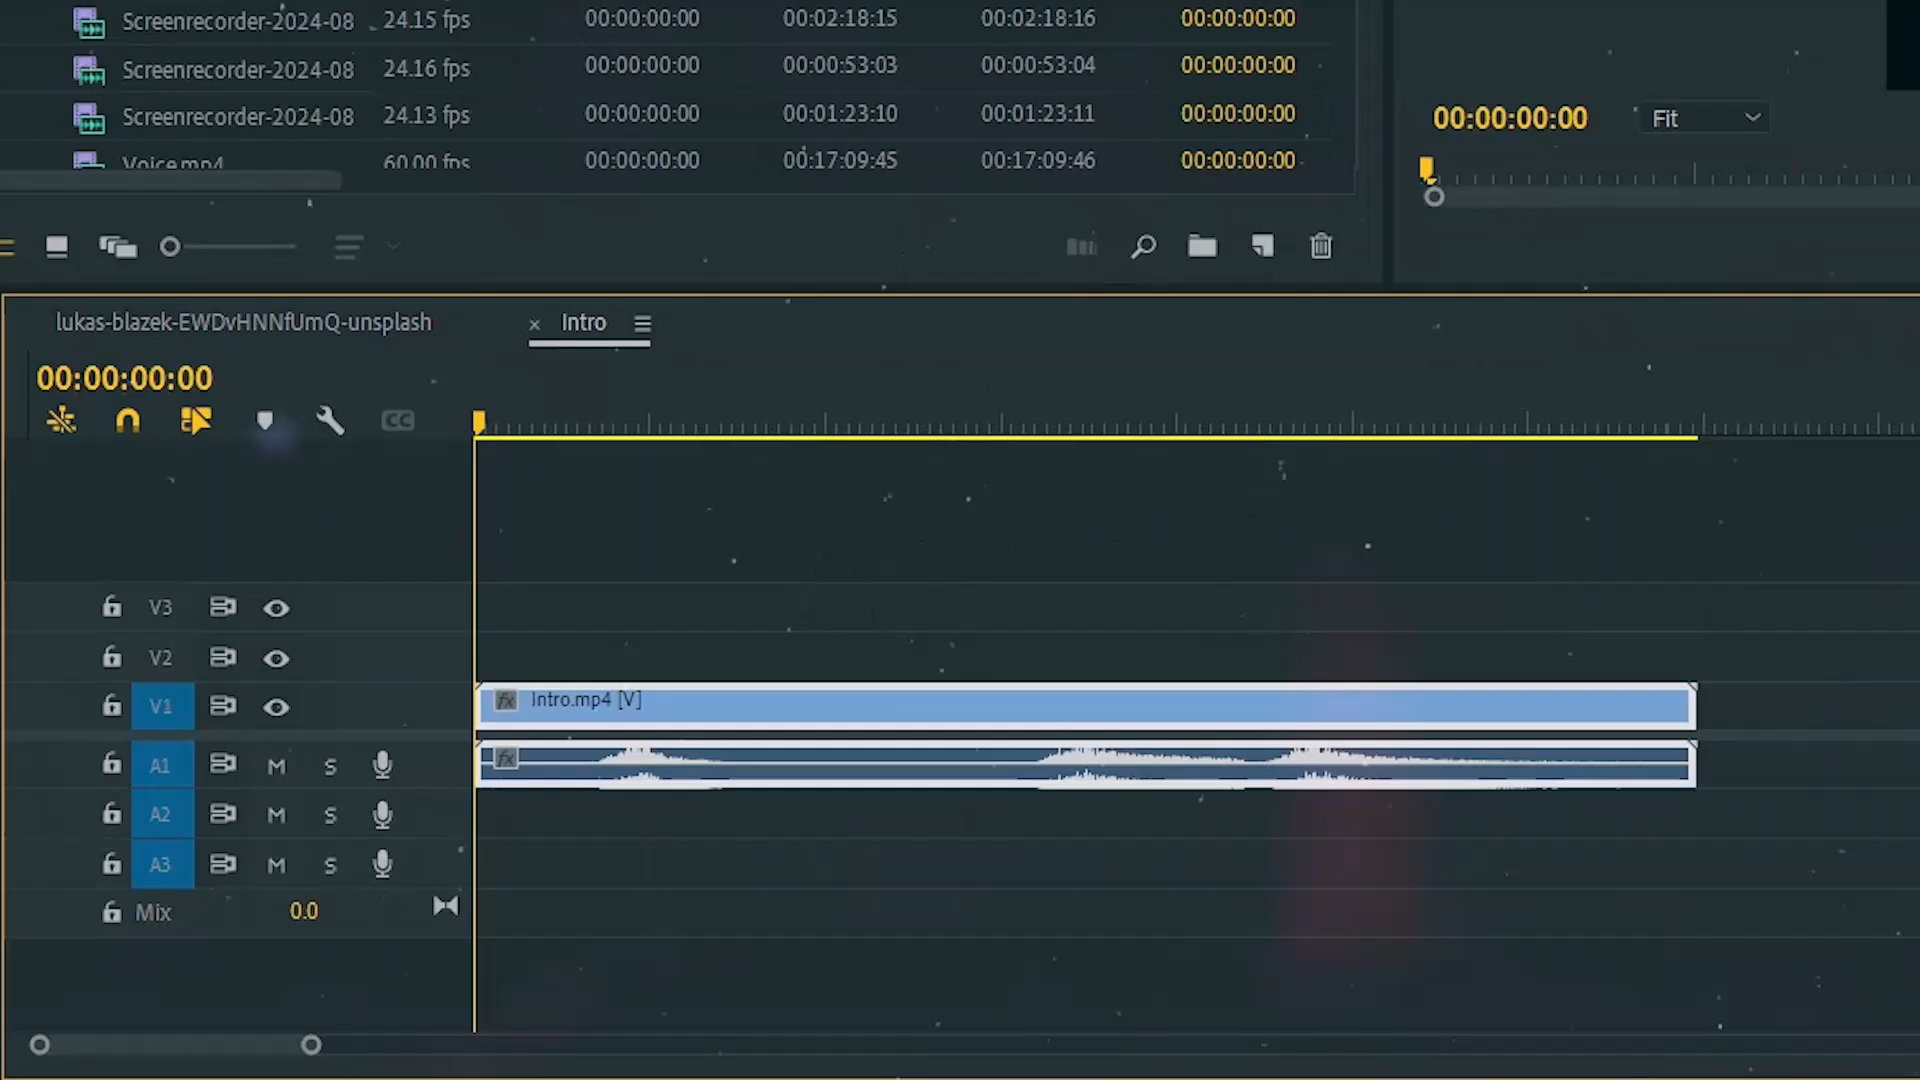 Screenrecorder-2024-08 24.15 fps 00:00:00:00 00:02:18:15 00:02:18:16 00:00:00:00
Screenrecorder-2024-08 24.16 fps 00:00:00:00 00:00:53:03 00:00:53:04 00:00:00:00
Screenrecorder-2024-08 24.13 fps 00:00:00:00 00:01:23:10 00:01:23:11 00:00:00:00
Voice.mp4 60.00 fps 00:00:00:00 00:17:09:45 00:17:09:46 00:00:00:00
00:00:00:00 Fit
lukas-blazek-EWDvHNNfUmQ-unsplash × Intro
00:00:00:00
CC
V3
V2
V1 fx Intro.mp4 [V]
A1 M S fx
A2 M S
A3 M S
Mix 0.0